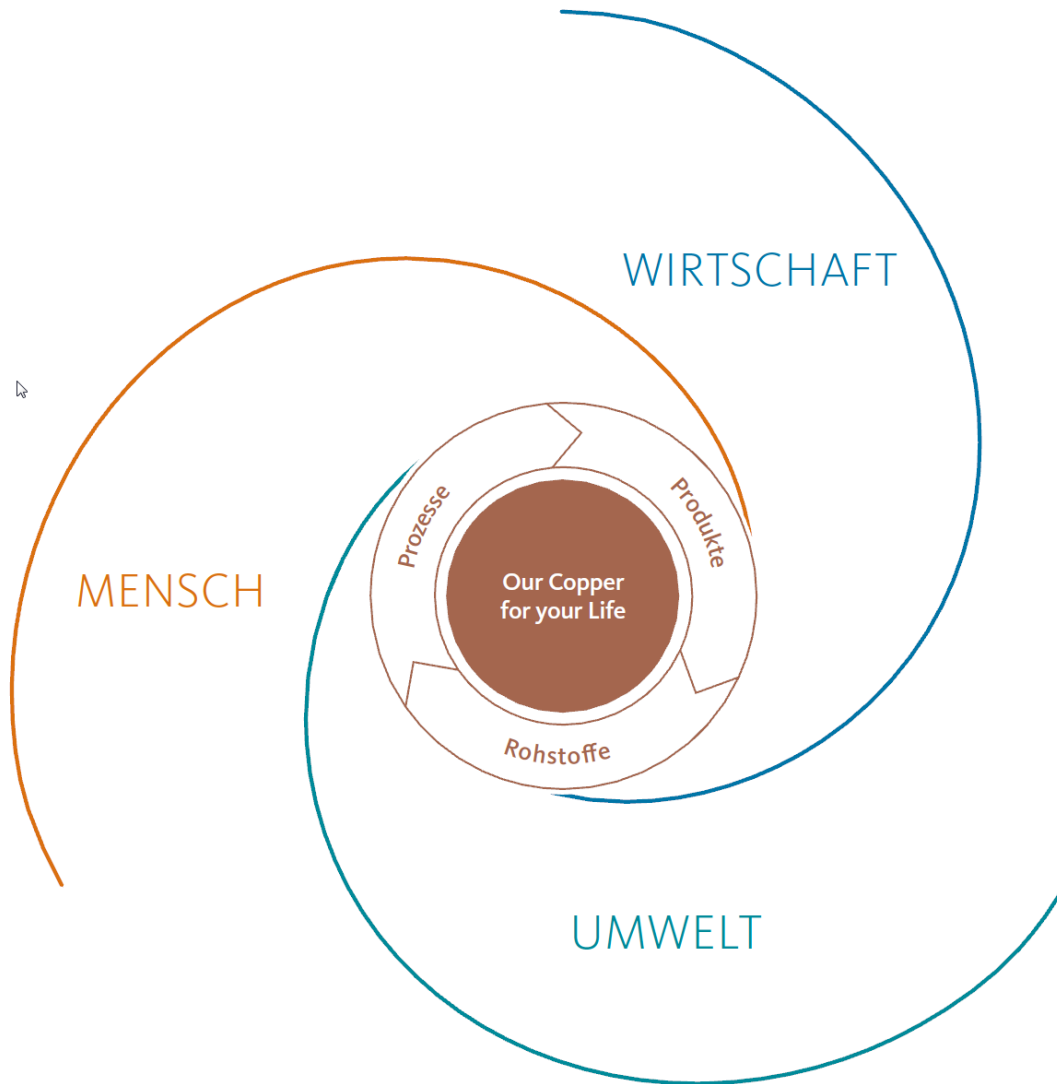 WIRTSCHAFT
Produkte
Prozesse
Our Copper
for your Life
MENSCH
Rohstoffe
UMWELT